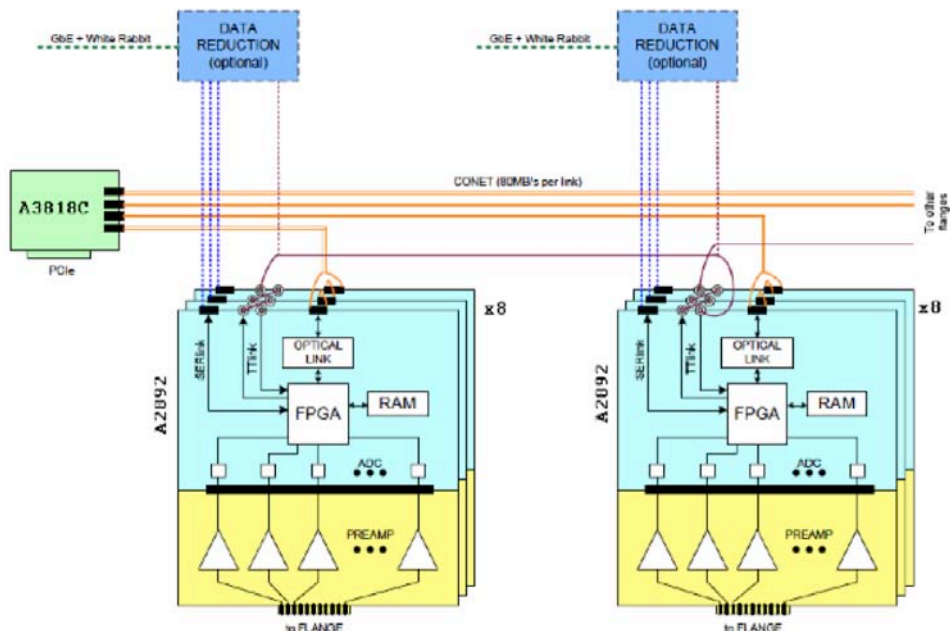 GbE + White Rabbit
DATA
REDUCTION
(optional)
GbE + White Rabbit
DATA
REDUCTION
(optional)
CONET (80MB/s per link)
A3818C
PCIe
To other
flanges
x8
x8
SERlink
TTlink
OPTICAL
LINK
FPGA
RAM
A2892
ADC
PREAMP
to FLANGE
SERlink
TTlink
OPTICAL
LINK
FPGA
RAM
A2892
ADC
PREAMP
to FLANGE